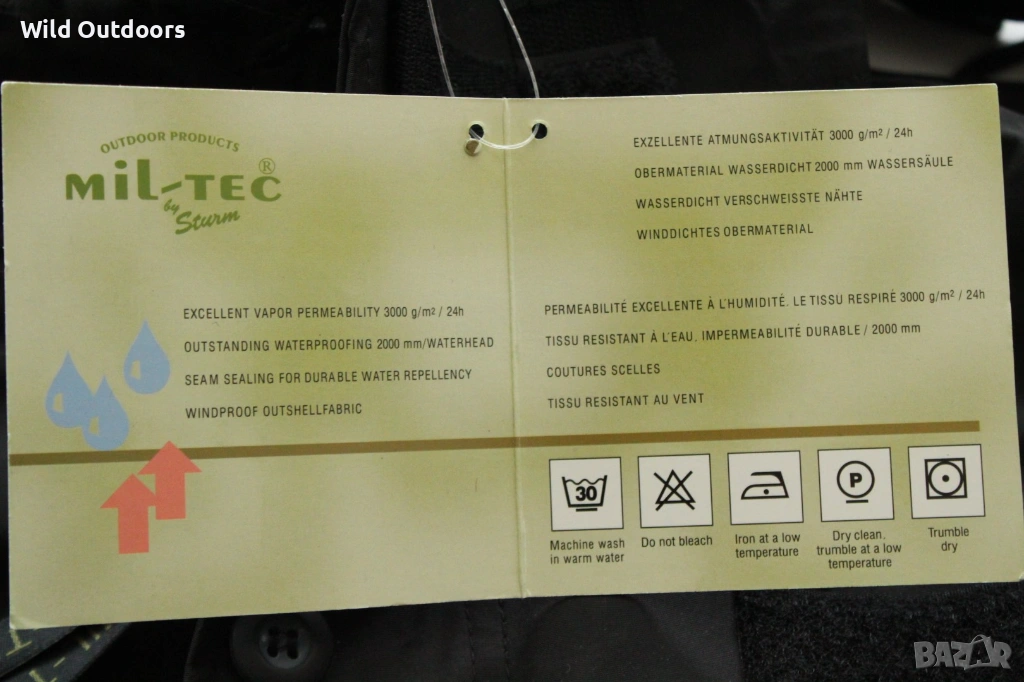 Wild Outdoors
OUTDOOR PRODUCTS
MIL-TEC ®
by Sturm
EXCELLENT VAPOR PERMEABILITY 3000 g/m² / 24h
OUTSTANDING WATERPROOFING 2000 mm/WATERHEAD
SEAM SEALING FOR DURABLE WATER REPELLENCY
WINDPROOF OUTSHELLFABRIC
EXZELLENTE ATMUNGSAKTIVITÄT 3000 g/m² / 24h
OBERMATERIAL WASSERDICHT 2000 mm WASSERSÄULE
WASSERDICHT VERSCHWEISSTE NÄHTE
WINDDICHTES OBERMATERIAL
PERMEABILITÉ EXCELLENTE À L'HUMIDITÉ. LE TISSU RESPIRÉ 3000 g/m² / 24h
TISSU RESISTANT Á L'EAU, IMPERMEABILITÉ DURABLE / 2000 mm
COUTURES SCELLES
TISSU RESISTANT AU VENT
30
P
Machine wash
in warm water
Do not bleach
Iron at a low
temperature
Dry clean,
trumble at a low
temperature
Trumble
dry
BAZAR